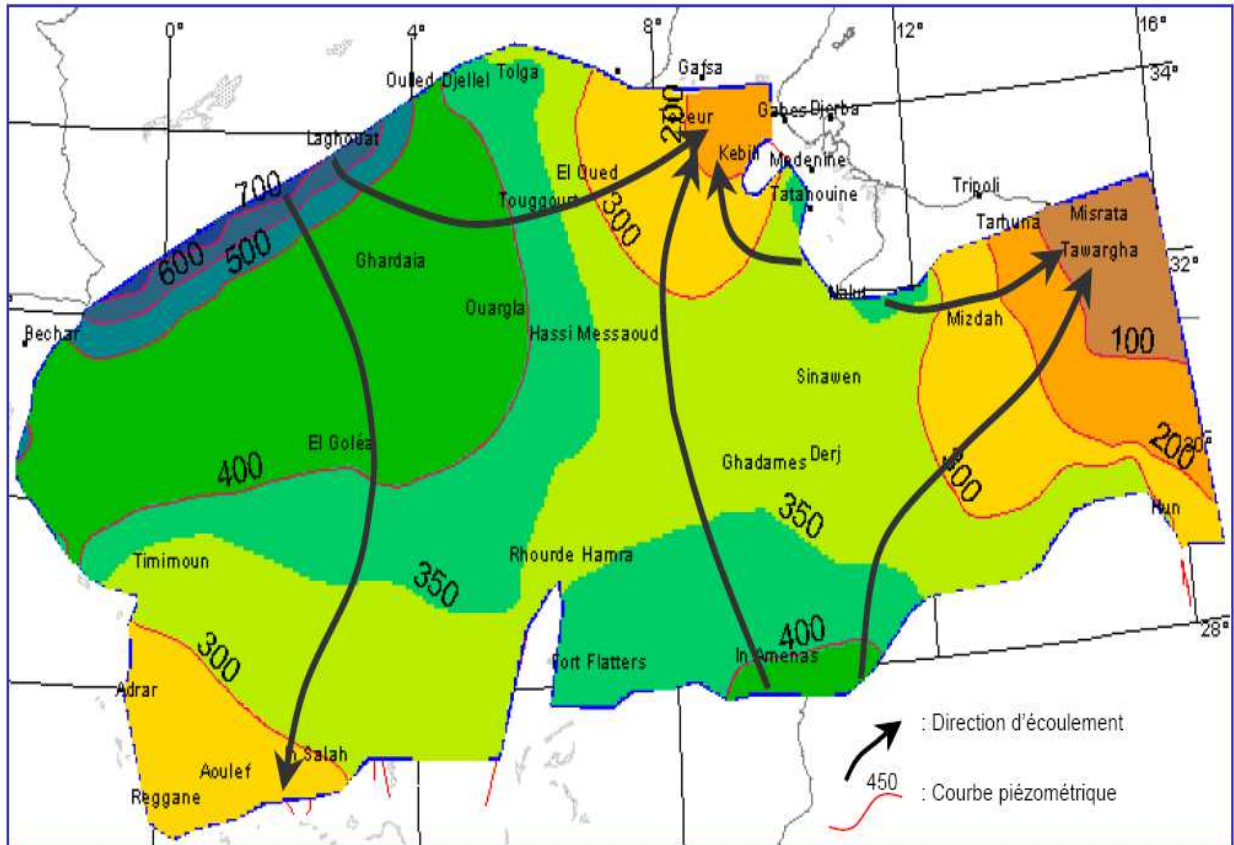 0° 4° 8° 12° 16°
34°
Gafsa
Ouled Djellel Tolga
200
Tozeur
Gabes Djerba
Laghouat
Kebili
Medenine
El Oued
700
Touggourt
Tatahouine
Tripoli
300
Tarhuna
Misrata
Tawargha
32°
600
500
Ghardaia
Ouargla
Nalut
Mizdah
Bechar
Hassi Messaoud
100
Sinawen
El Goléa
200
400
Ghadames
Derj
300
350
Hun
Timimoun
Rhourde Hamra
350
28°
300
400
In Amenas
Fort Flatters
Adrar
In Salah
Aoulef
Reggane
: Direction d'écoulement
450
: Courbe piézométrique